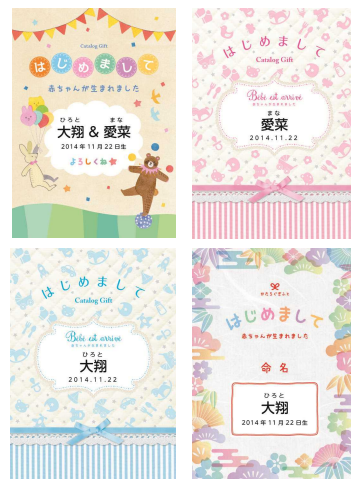 Catalog Gift
はじめまして
赤ちゃんが生まれました
ひろと まな
大翔 & 愛菜
2014年11月22日生
よろしくね
はじめまして
Catalog Gift
Bébé est arrivé
赤ちゃんが生まれました
まな
愛菜
2014.11.22
はじめまして
Catalog Gift
Bébé est arrivé
赤ちゃんが生まれました
ひろと
大翔
2014.11.22
かたろぐぎふと
はじめまして
赤ちゃんが生まれました
命名
ひろと
大翔
2014年11月22日生